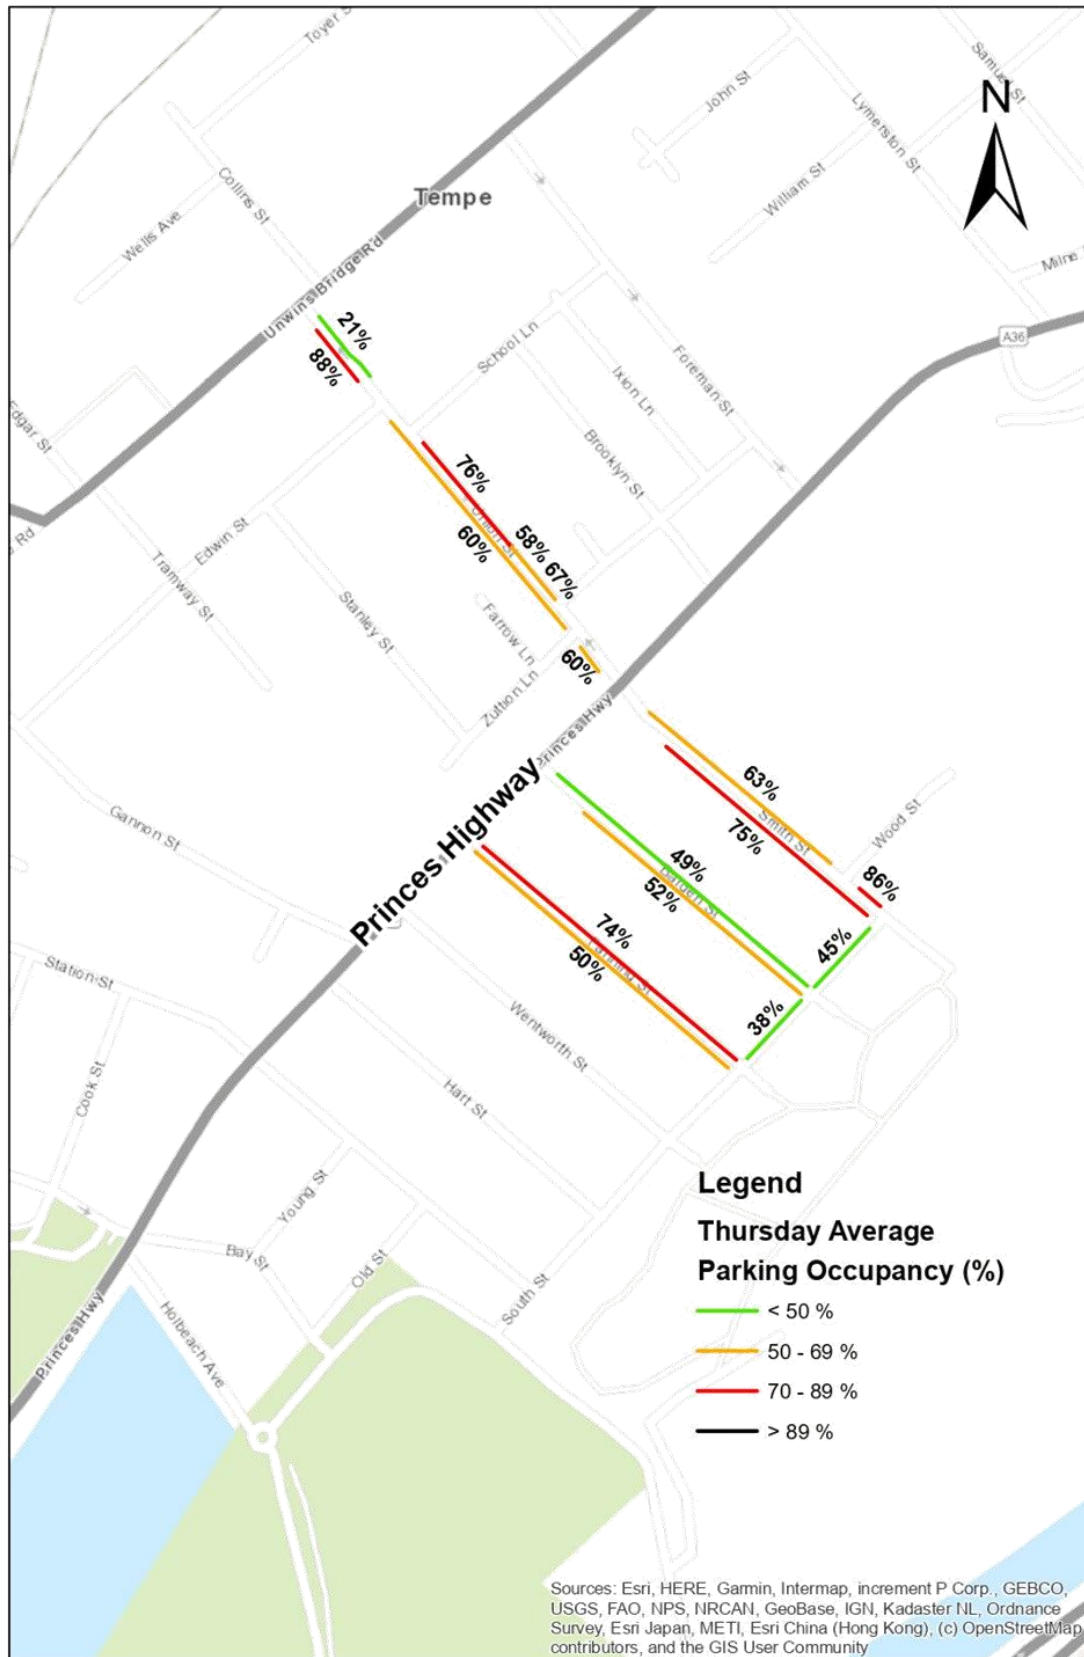 Toyer S
Samuel St
John St
N
Lymerston St
Collins St
Tempe
William St
Wells Ave
Milne
Unwins Bridge Rd
21%
88%
School Ln
A36
Foreman St
Ixion Ln
Edgar St
Brooklyn St
76%
Union St
58%
67%
60%
Rd
Edwin St
Tramway St
Stanley St
Farrow Ln
60%
Zuttion Ln
Princes Hwy
Princes Highway
63%
Smith St
75%
Wood St
Gannon St
49%
52%
86%
74%
50%
45%
38%
Station St
Wentworth St
Cook St
Hart St
Young St
Bay St
Old St
South St
Holbeach Ave
Princes Hwy
Legend
Thursday Average
Parking Occupancy (%)
< 50 %
50 - 69 %
70 - 89 %
> 89 %
Sources: Esri, HERE, Garmin, Intermap, increment P Corp., GEBCO,
USGS, FAO, NPS, NRCAN, GeoBase, IGN, Kadaster NL, Ordnance
Survey, Esri Japan, METI, Esri China (Hong Kong), (c) OpenStreetMap
contributors, and the GIS User Community